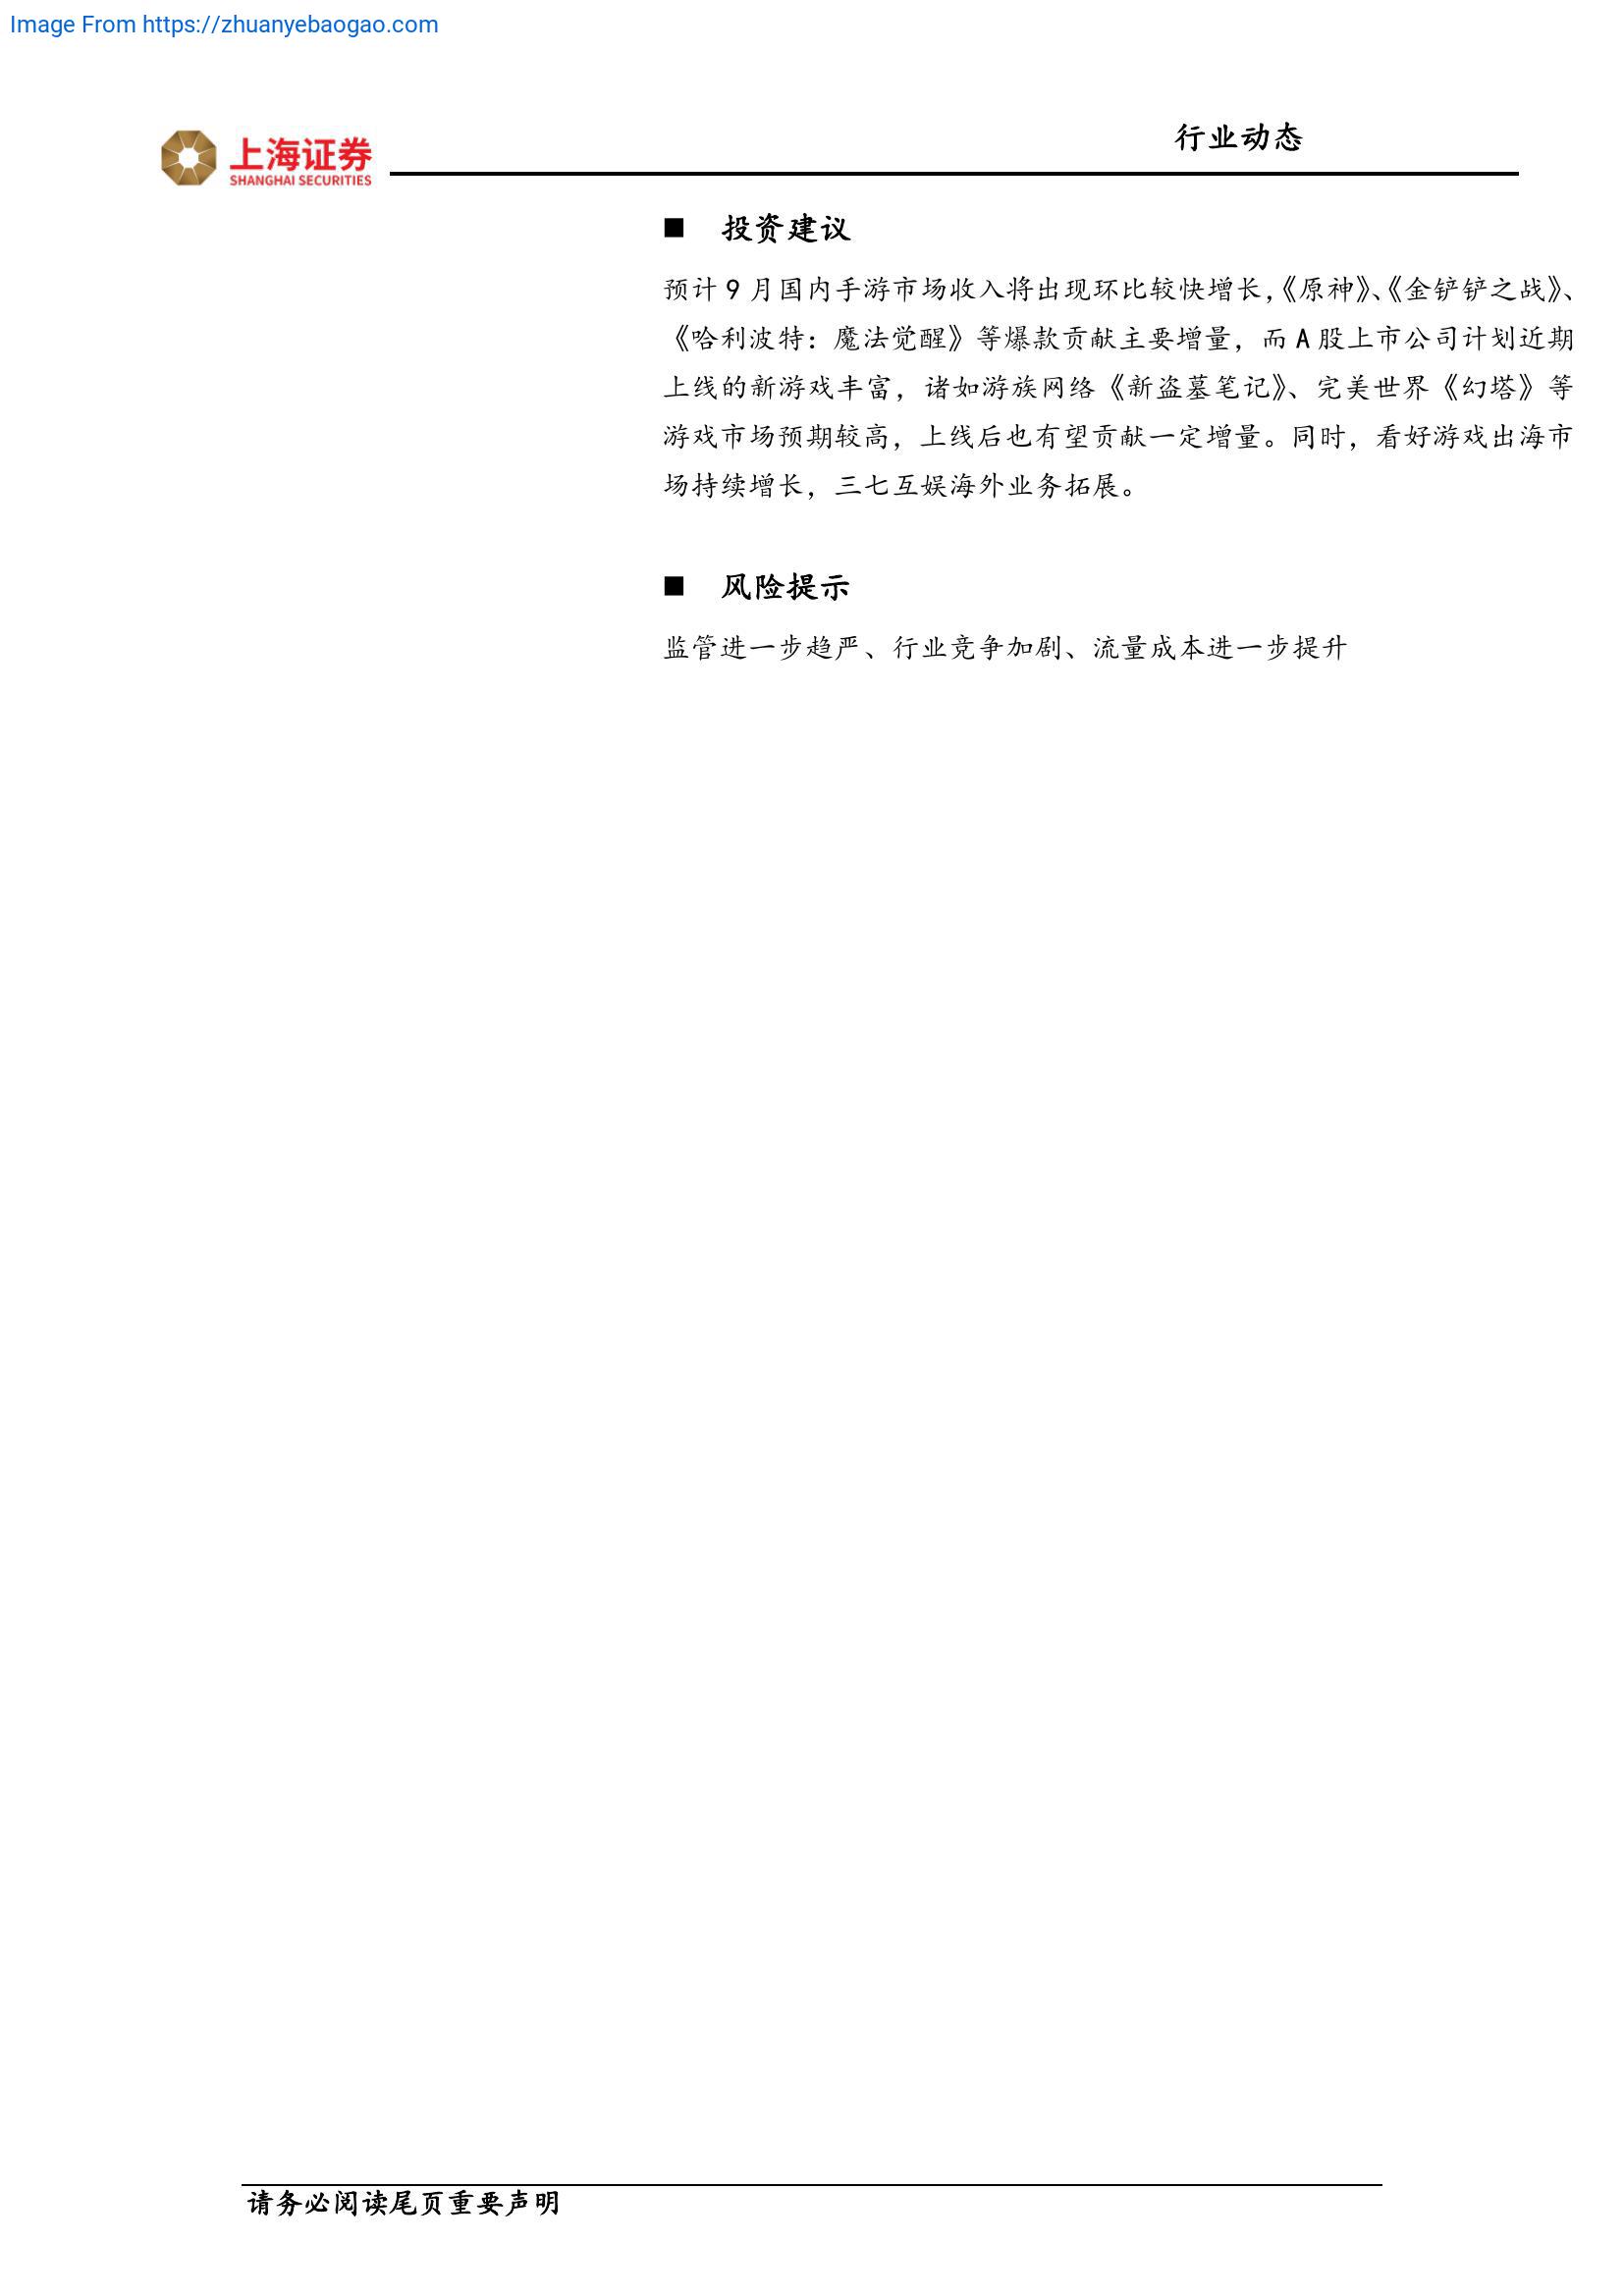 Image From https://zhuanyebaogao.com
行业动态
上海证券
SHANGHAI SECURITIES
■ 投资建议
预计 9 月国内手游市场收入将出现环比较快增长，《原神》、《金铲铲之战》、
《哈利波特：魔法觉醒》等爆款贡献主要增量，而 A 股上市公司计划近期
上线的新游戏丰富，诸如游族网络《新盗墓笔记》、完美世界《幻塔》等
游戏市场预期较高，上线后也有望贡献一定增量。同时，看好游戏出海市
场持续增长，三七互娱海外业务拓展。
■ 风险提示
监管进一步趋严、行业竞争加剧、流量成本进一步提升
请务必阅读尾页重要声明